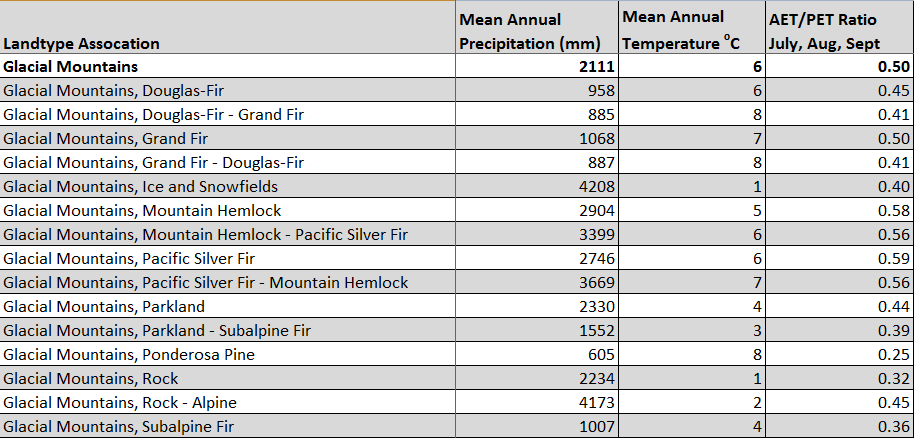 Landtype Assocation Mean Annual Precipitation (mm) Mean Annual Temperature °C AET/PET Ratio July, Aug, Sept
Glacial Mountains 2111 6 0.50
Glacial Mountains, Douglas-Fir 958 6 0.45
Glacial Mountains, Douglas-Fir - Grand Fir 885 8 0.41
Glacial Mountains, Grand Fir 1068 7 0.50
Glacial Mountains, Grand Fir - Douglas-Fir 887 8 0.41
Glacial Mountains, Ice and Snowfields 4208 1 0.40
Glacial Mountains, Mountain Hemlock 2904 5 0.58
Glacial Mountains, Mountain Hemlock - Pacific Silver Fir 3399 6 0.56
Glacial Mountains, Pacific Silver Fir 2746 6 0.59
Glacial Mountains, Pacific Silver Fir - Mountain Hemlock 3669 7 0.56
Glacial Mountains, Parkland 2330 4 0.44
Glacial Mountains, Parkland - Subalpine Fir 1552 3 0.39
Glacial Mountains, Ponderosa Pine 605 8 0.25
Glacial Mountains, Rock 2234 1 0.32
Glacial Mountains, Rock - Alpine 4173 2 0.45
Glacial Mountains, Subalpine Fir 1007 4 0.36